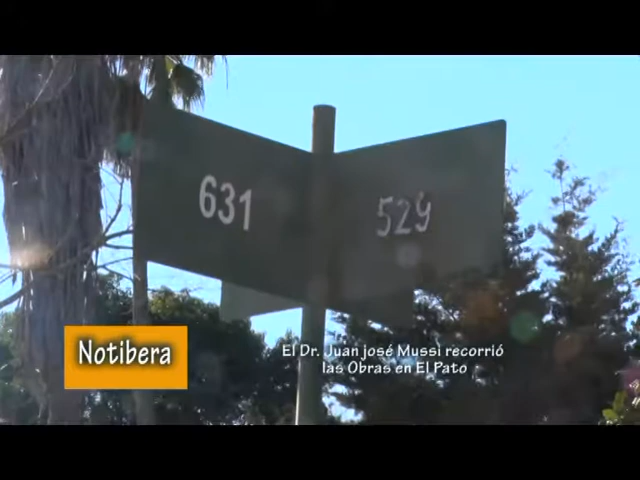 631
529
Notibera
El Dr. Juan josé Mussi recorrió
las Obras en El Pato